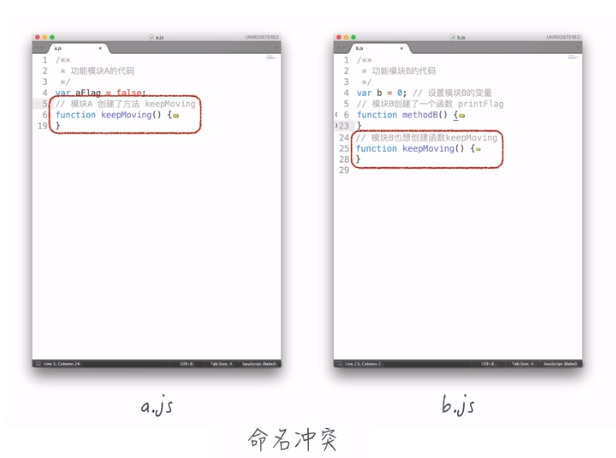 a.js
UNREGISTERED
a.js
1 /**
2 * 功能模块A的代码
3 */
4 var aFlag = false;
5 // 模块A 创建了方法 keepMoving
6 function keepMoving() {
19 }
Line 5, Column 24
UTF-8
Tab Size: 4
JavaScript (Babel)
b.js
UNREGISTERED
b.js
1 /**
2 * 功能模块B的代码
3 */
4 var b = 0; // 设置模块B的变量
5 // 模块B创建了一个函数 printFlag
6 function methodB() {
23 }
24 // 模块B也想创建函数keepMoving
25 function keepMoving() {
28 }
29
Line 23, Column 2
UTF-8
Tab Size: 4
JavaScript (Babel)
a.js
b.js
命名冲突